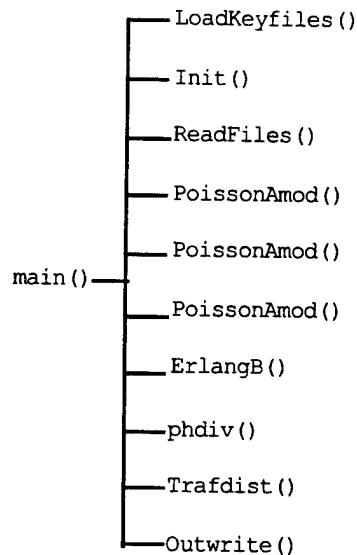 LoadKeyfiles()
Init()
ReadFiles()
PoissonAmod()
PoissonAmod()
main()
PoissonAmod()
ErlangB()
phdiv()
Trafdist()
Outwrite()